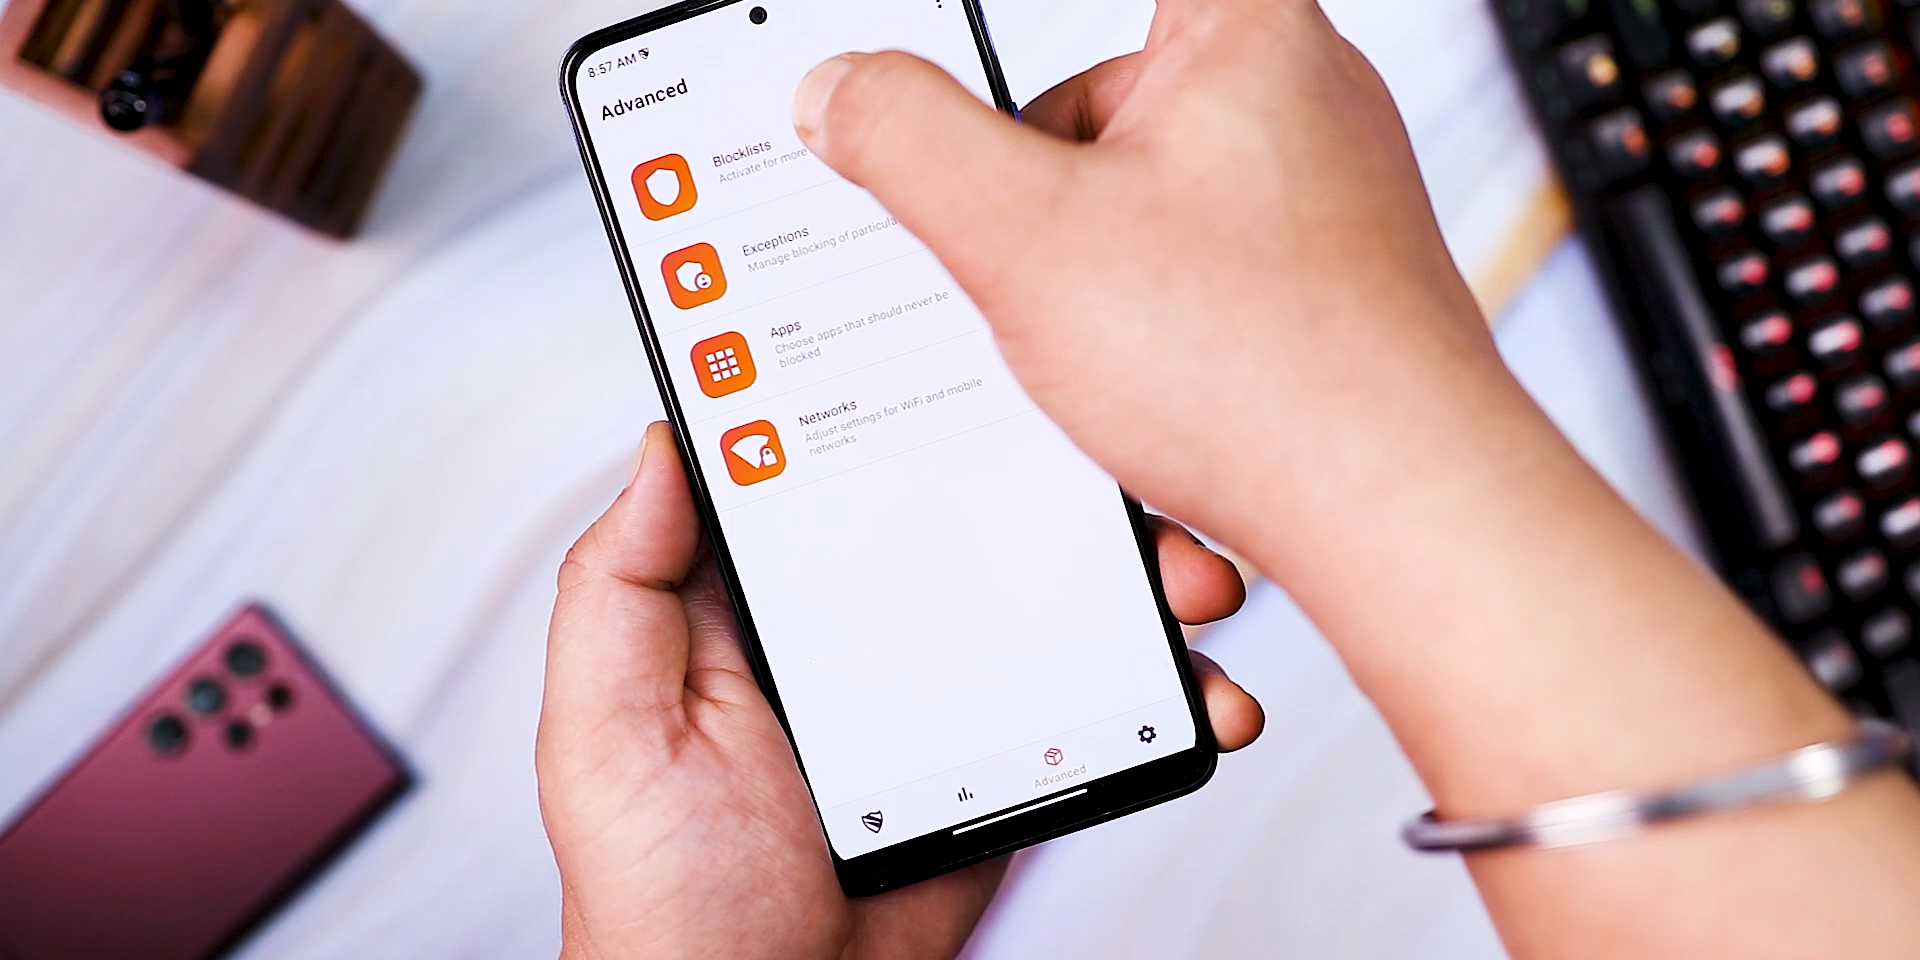 8:57 AM
Advanced
Blocklists
Activate for more
Exceptions
Manage blocking of particula
Apps
Choose apps that should never be
blocked
Networks
Adjust settings for WiFi and mobile
networks
Advanced